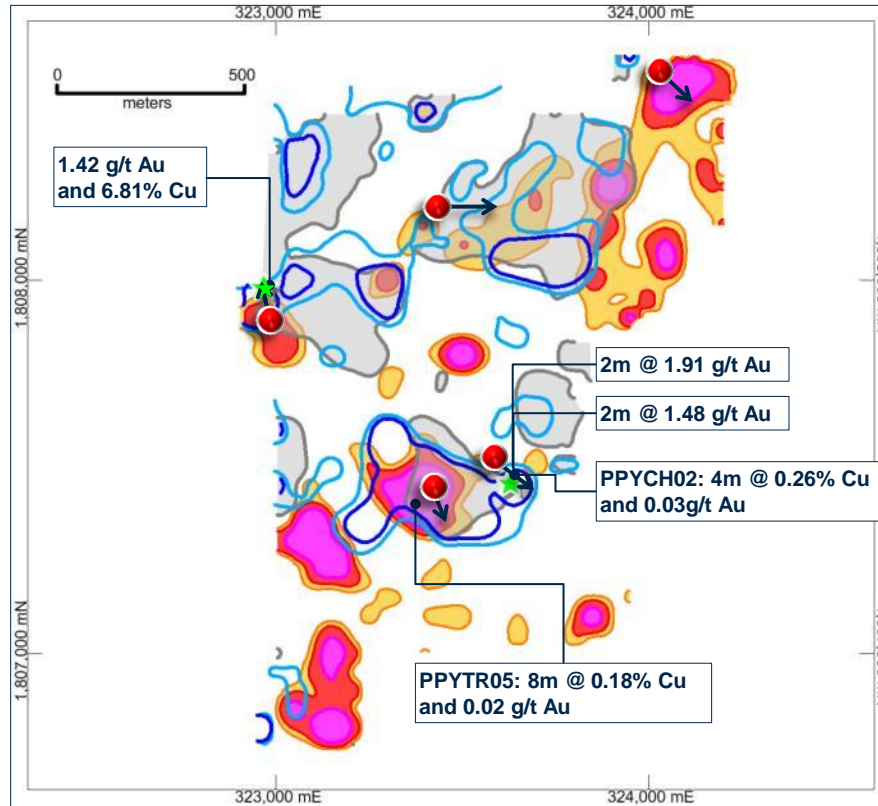 323,000 mE
324,000 mE
0
500
meters
1.42 g/t Au
and 6.81% Cu
1,808,000 mN
2m @ 1.91 g/t Au
2m @ 1.48 g/t Au
PPYCH02: 4m @ 0.26% Cu
and 0.03g/t Au
1,807,000 mN
PPYTR05: 8m @ 0.18% Cu
and 0.02 g/t Au
323,000 mE
324,000 mE